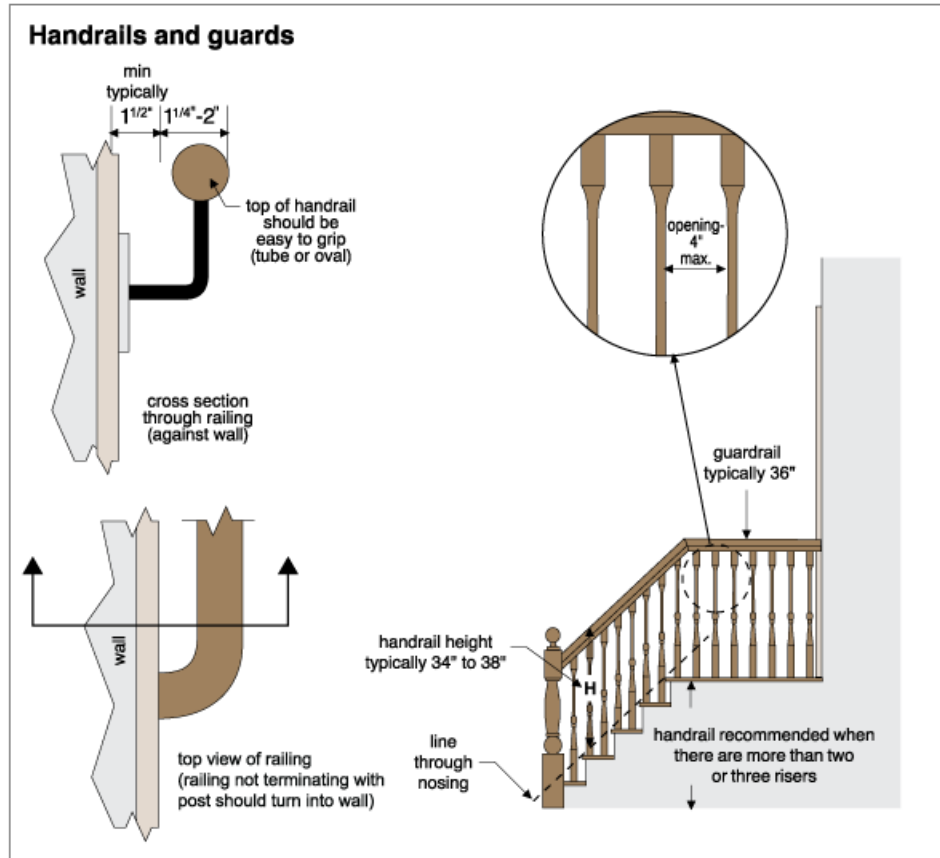 Handrails and guards
min
typically
1 1/2" 1 1/4"-2"
top of handrail
should be
easy to grip
(tube or oval)
wall
cross section
through railing
(against wall)
opening-
4"
max.
guardrail
typically 36"
wall
top view of railing
(railing not terminating with
post should turn into wall)
handrail height
typically 34" to 38"
H
line
through
nosing
handrail recommended when
there are more than two
or three risers